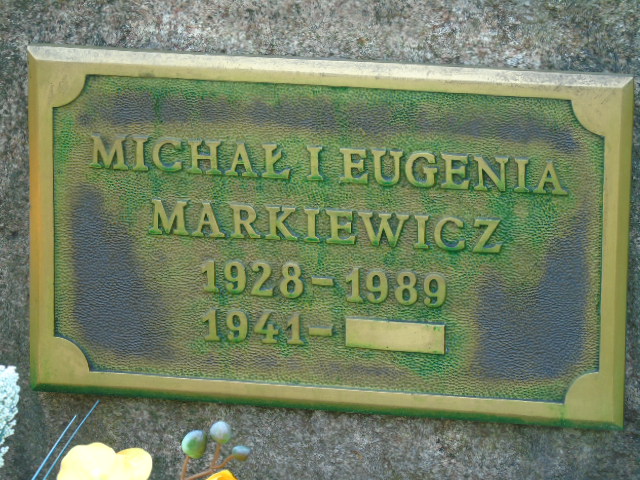 MICHAŁ I EUGENIA
MARKIEWICZ
1928-1989
1941-